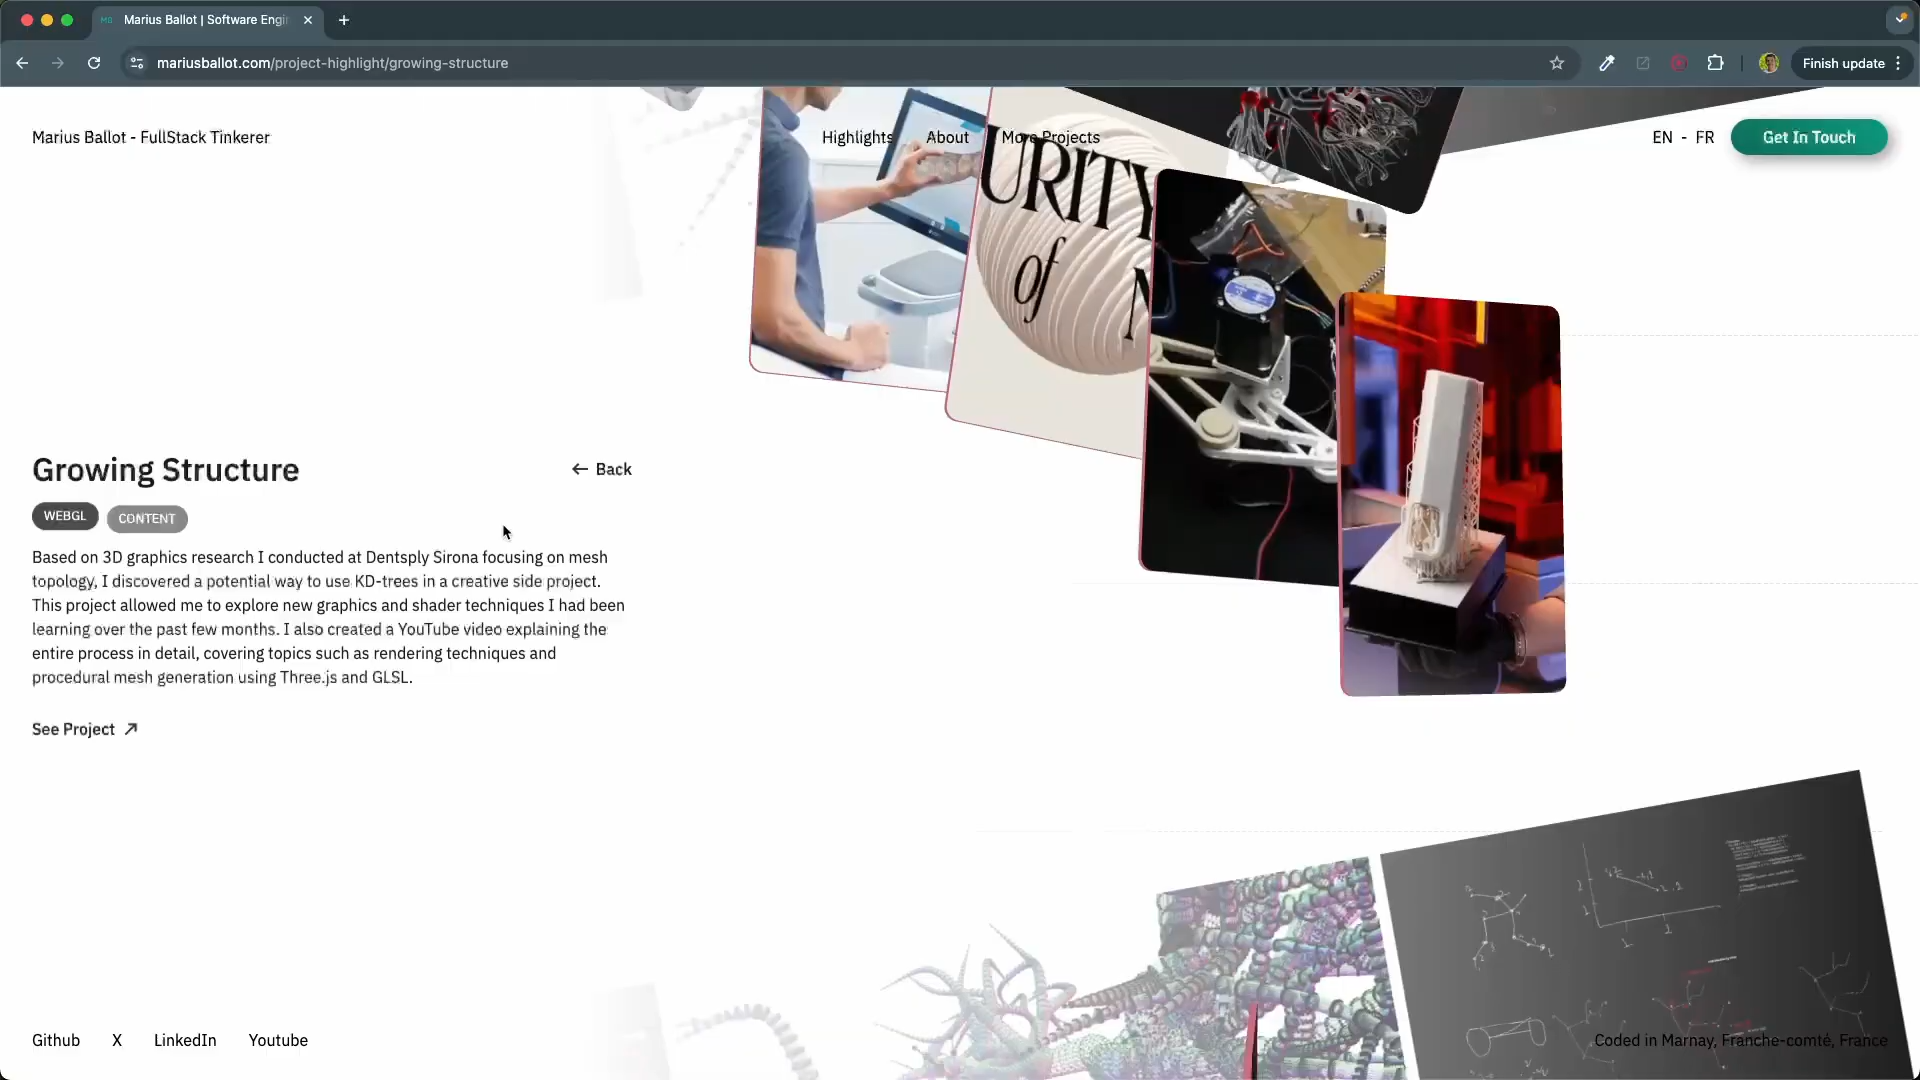 Marius Ballot | Software Engi
mariusballot.com/project-highlight/growing-structure
Finish update
Marius Ballot - FullStack Tinkerer
Highlights
About
More Projects
EN - FR
Get In Touch
URITY
of
Growing Structure
← Back
WEBGL
CONTENT
Based on 3D graphics research I conducted at Dentsply Sirona focusing on mesh
topology, I discovered a potential way to use KD-trees in a creative side project.
This project allowed me to explore new graphics and shader techniques I had been
learning over the past few months. I also created a YouTube video explaining the
entire process in detail, covering topics such as rendering techniques and
procedural mesh generation using Three.js and GLSL.
See Project ↗
Github
X
LinkedIn
Youtube
Coded in Marnay, Franche-comté, France